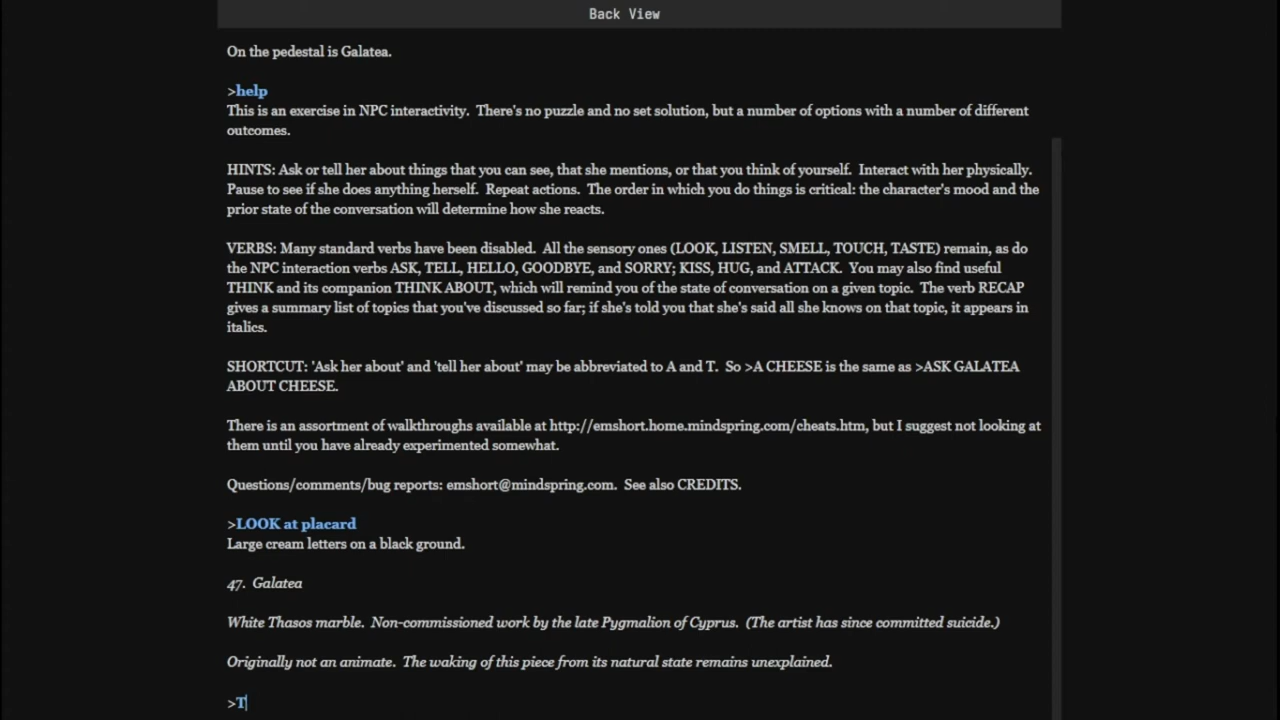 Back View
On the pedestal is Galatea.
>help
This is an exercise in NPC interactivity.  There's no puzzle and no set solution, but a number of options with a number of different
outcomes.
HINTS: Ask or tell her about things that you can see, that she mentions, or that you think of yourself.  Interact with her physically.
Pause to see if she does anything herself.  Repeat actions.  The order in which you do things is critical: the character's mood and the
prior state of the conversation will determine how she reacts.
VERBS: Many standard verbs have been disabled.  All the sensory ones (LOOK, LISTEN, SMELL, TOUCH, TASTE) remain, as do
the NPC interaction verbs ASK, TELL, HELLO, GOODBYE, and SORRY; KISS, HUG, and ATTACK.  You may also find useful
THINK and its companion THINK ABOUT, which will remind you of the state of conversation on a given topic.  The verb RECAP
gives a summary list of topics that you've discussed so far; if she's told you that she's said all she knows on that topic, it appears in
italics.
SHORTCUT: 'Ask her about' and 'tell her about' may be abbreviated to A and T.  So >A CHEESE is the same as >ASK GALATEA
ABOUT CHEESE.
There is an assortment of walkthroughs available at http://emshort.home.mindspring.com/cheats.htm, but I suggest not looking at
them until you have already experimented somewhat.
Questions/comments/bug reports: emshort@mindspring.com.  See also CREDITS.
>LOOK at placard
Large cream letters on a black ground.
47.  Galatea
White Thasos marble.  Non-commissioned work by the late Pygmalion of Cyprus.  (The artist has since committed suicide.)
Originally not an animate.  The waking of this piece from its natural state remains unexplained.
>T